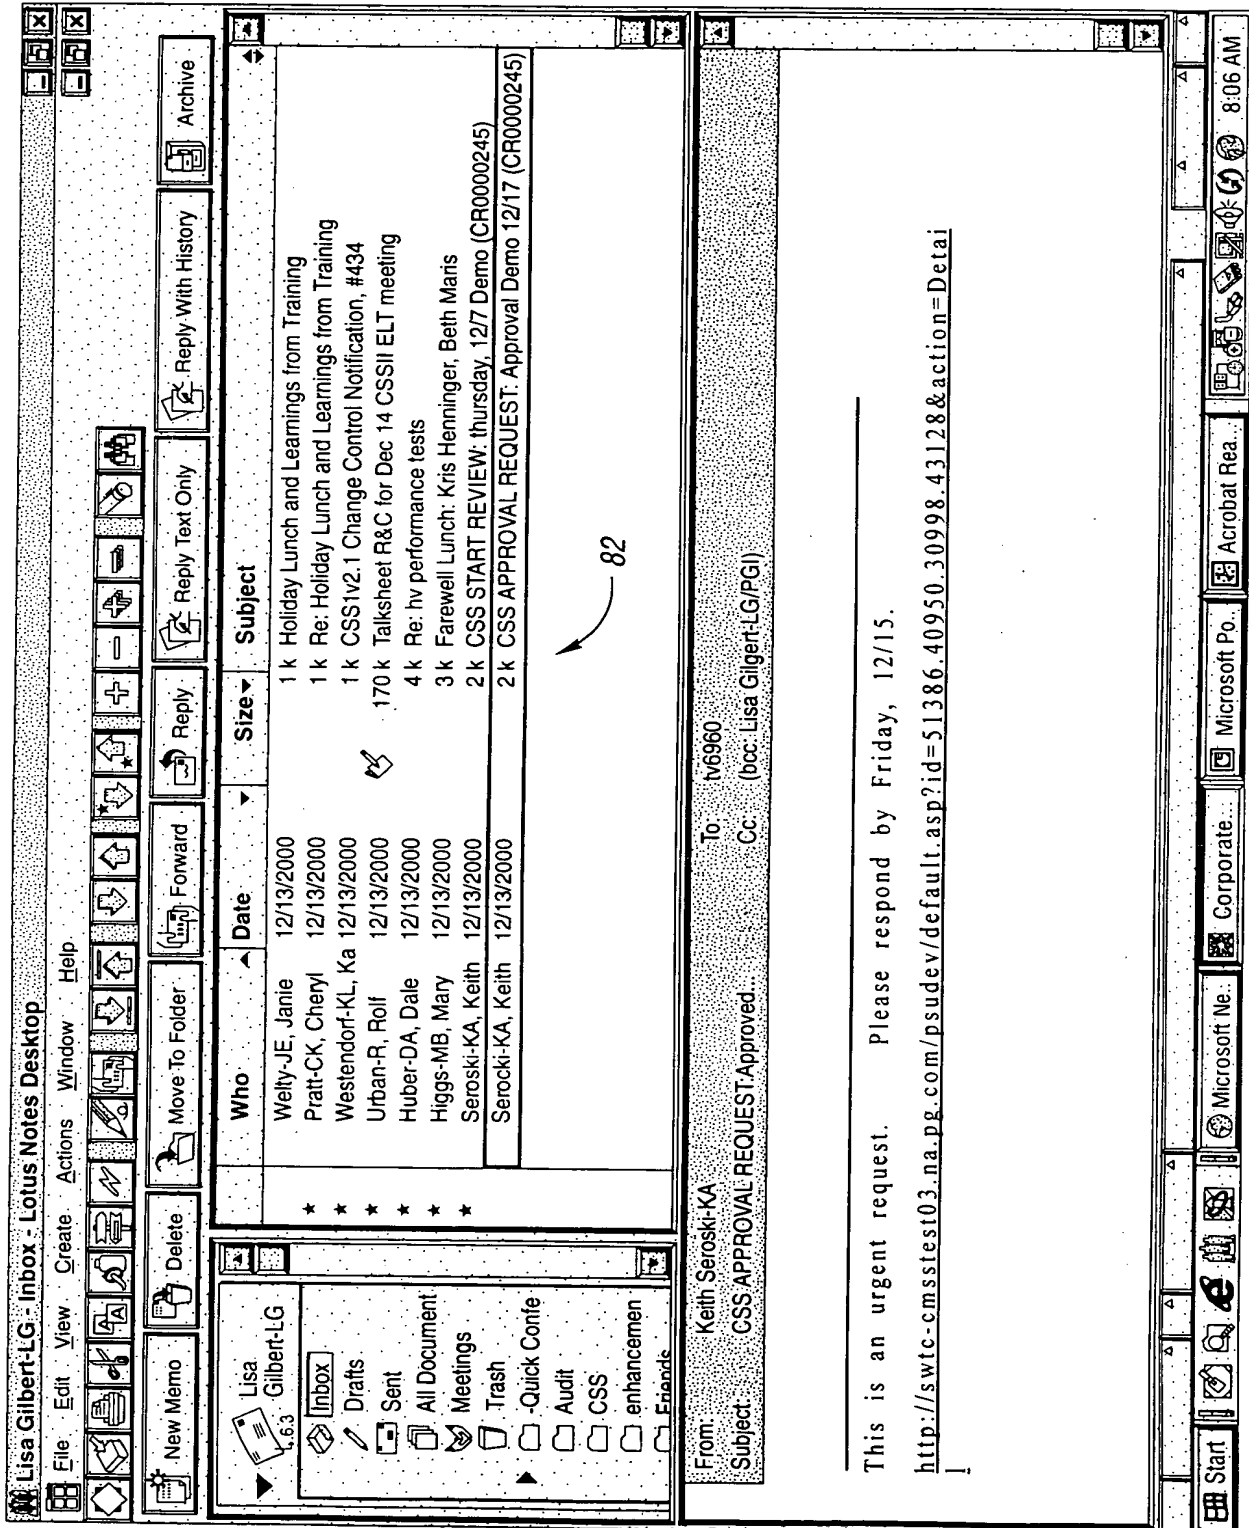 Lisa Gilbert-LG - Inbox - Lotus Notes Desktop
File Edit View Create Actions Window Help
New Memo Delete Move To Folder Forward Reply Reply Text Only Reply With History Archive
Lisa
Gilbert-LG
4.6.3
Inbox
Drafts
Sent
All Document
Meetings
Trash
-Quick Confe
Audit
CSS
enhancemen
Friends
Who Date Size Subject
Welty-JE, Janie 12/13/2000 1 k Holiday Lunch and Learnings from Training
Pratt-CK, Cheryl 12/13/2000 1 k Re: Holiday Lunch and Learnings from Training
Westendorf-KL, Ka 12/13/2000 1 k CSS1v2.1 Change Control Notification, #434
Urban-R, Rolf 12/13/2000 170 k Talksheet R&C for Dec 14 CSSII ELT meeting
Huber-DA, Dale 12/13/2000 4 k Re: hv performance tests
Higgs-MB, Mary 12/13/2000 3 k Farewell Lunch: Kris Henninger, Beth Maris
Seroski-KA, Keith 12/13/2000 2 k CSS START REVIEW: thursday, 12/7 Demo (CR0000245)
Serocki-KA, Keith 12/13/2000 2 k CSS APPROVAL REQUEST: Approval Demo 12/17 (CR0000245)
82
From: Keith Seroski-KA To: tv6960
Subject: CSS APPROVAL REQUEST:Approved... Cc: (bcc: Lisa Gilgert-LG/PGI)
This is an urgent request. Please respond by Friday, 12/15.
http://swtc-cmsstest03.na.pg.com/psudev/default.asp?id=51386.40950.30998.43128&action=Detai
l
Start Microsoft Ne.. Corporate.. Microsoft Po.. Acrobat Rea.. 8:06 AM